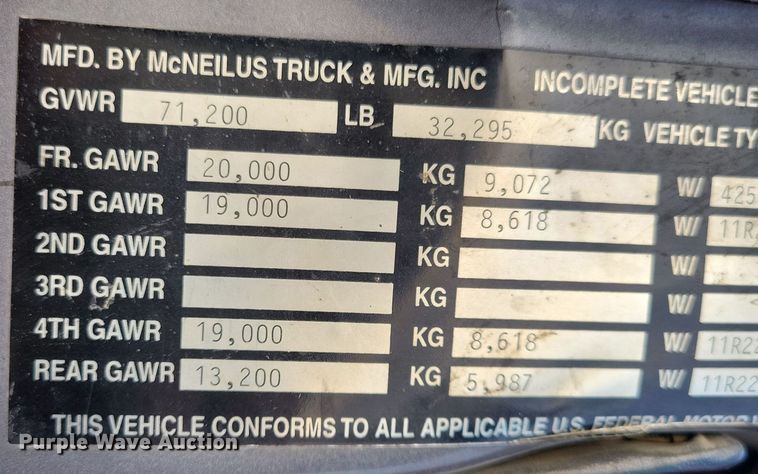 MFD. BY McNEILUS TRUCK & MFG. INC INCOMPLETE VEHICLE
GVWR 71,200 LB 32,295 KG VEHICLE TY
FR. GAWR 20,000 KG 9,072 W/ 425
1ST GAWR 19,000 KG 8,618 W/ 11R2
2ND GAWR KG W/
3RD GAWR KG W/
4TH GAWR 19,000 KG 8,618 W/ 11R22
REAR GAWR 13,200 KG 5,987 W/ 11R22
THIS VEHICLE CONFORMS TO ALL APPLICABLE U.S. FEDERAL MOTOR
Purple Wave Auction